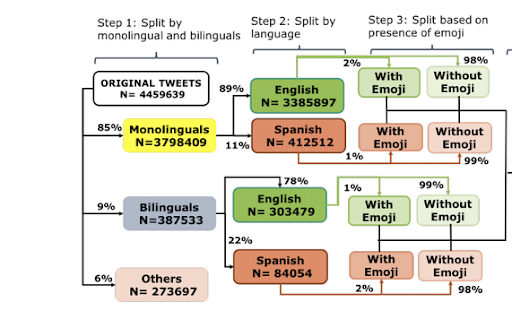 Step 1: Split by
monolingual and bilinguals
Step 2: Split by
language
Step 3: Split based on
presence of emoji
ORIGINAL TWEETS
N= 4459639
85%
Monolinguals
N=3798409
89%
11%
English
N= 3385897
Spanish
N= 412512
2%
98%
With
Emoji
Without
Emoji
With
Emoji
Without
Emoji
1%
99%
9%
Bilinguals
N=387533
78%
22%
English
N= 303479
Spanish
N= 84054
1%
99%
With
Emoji
Without
Emoji
With
Emoji
Without
Emoji
2%
98%
6%
Others
N= 273697